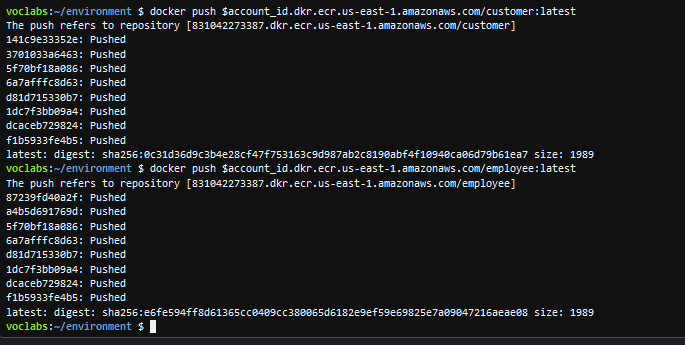 voclabs:~/environment $ docker push $account_id.dkr.ecr.us-east-1.amazonaws.com/customer:latest
The push refers to repository [831042273387.dkr.ecr.us-east-1.amazonaws.com/customer]
141c9e33352e: Pushed
3701033a6463: Pushed
5f70bf18a086: Pushed
6a7afffc8d63: Pushed
d81d715330b7: Pushed
1dc7f3bb09a4: Pushed
dcaceb729824: Pushed
f1b5933fe4b5: Pushed
latest: digest: sha256:0c31d36d9c3b4e28cf47f753163c9d987ab2c8190abf4f10940ca06d79b61ea7 size: 1989
voclabs:~/environment $ docker push $account_id.dkr.ecr.us-east-1.amazonaws.com/employee:latest
The push refers to repository [831042273387.dkr.ecr.us-east-1.amazonaws.com/employee]
87239fd40a2f: Pushed
a4b5d691769d: Pushed
5f70bf18a086: Pushed
6a7afffc8d63: Pushed
d81d715330b7: Pushed
1dc7f3bb09a4: Pushed
dcaceb729824: Pushed
f1b5933fe4b5: Pushed
latest: digest: sha256:e6fe594ff8d61365cc0409cc380065d6182e9ef59e69825e7a09047216aeae08 size: 1989
voclabs:~/environment $